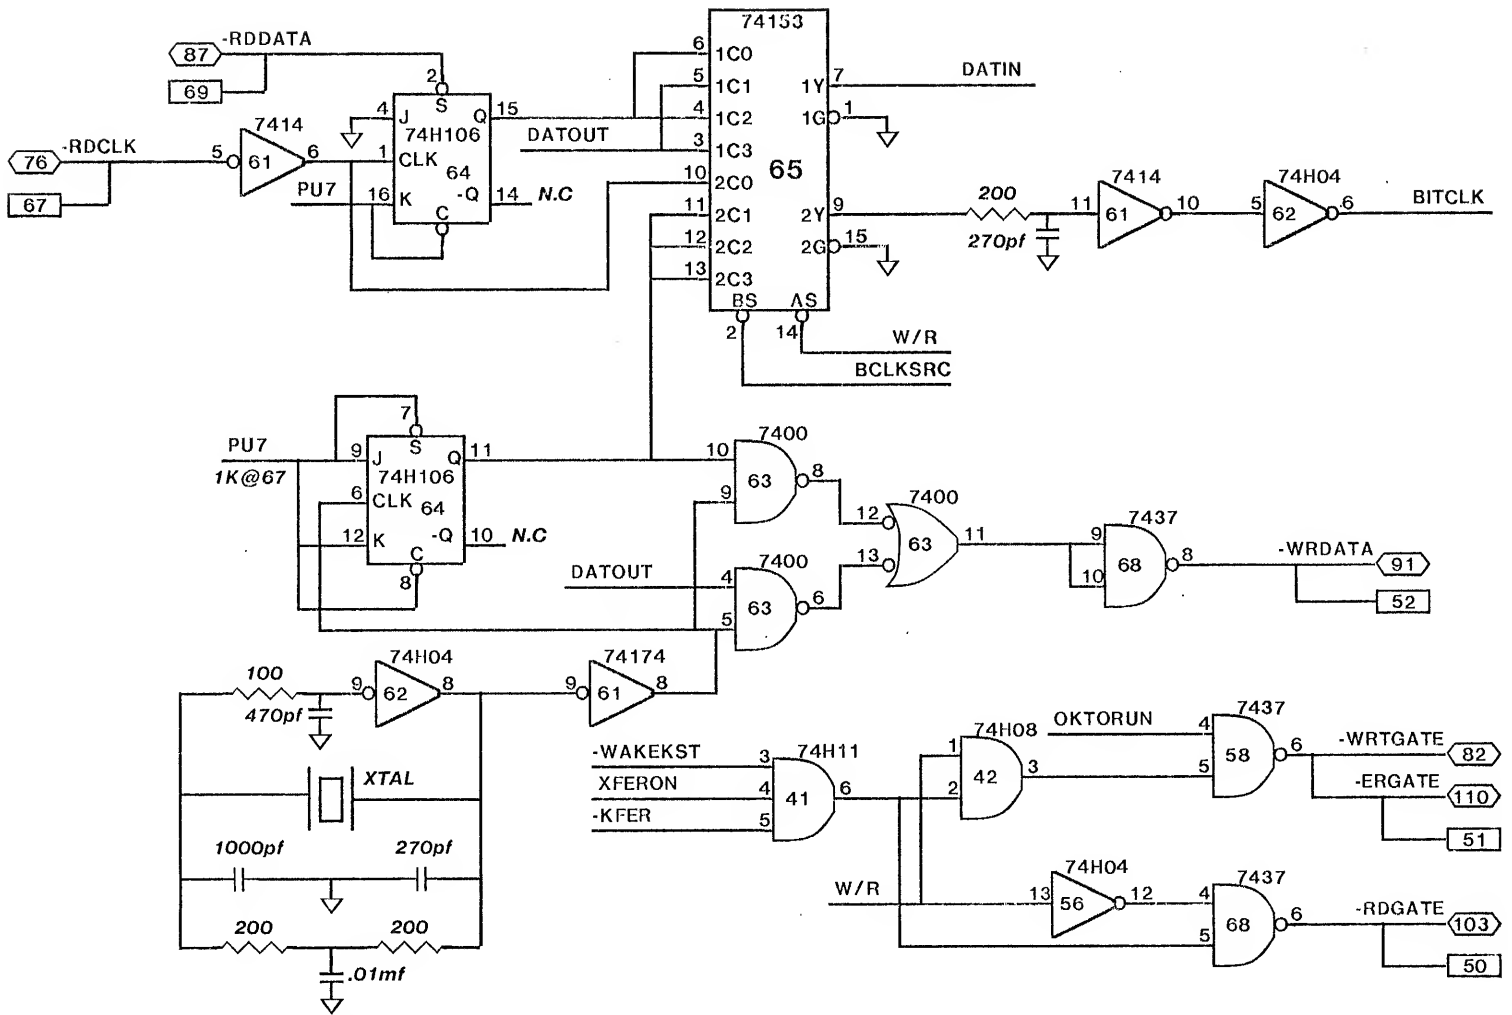 74153
-RDDATA
87
69
2
S
4 J Q 15
74H106
1 CLK
64
16 K -Q 14 N.C
C
PU7
-RDCLK
76
67
7414
5 61 6
DATOUT
6 1C0
5 1C1 1Y 7 DATIN
4 1C2 1G 1
3 1C3
65
10 2C0
11 2C1 2Y 9
12 2C2 2G 15
13 2C3
BS AS
2 14
W/R
BCLKSRC
200
270pf
7414
11 61 10
74H04
5 62 6
BITCLK
7
S
PU7
1K@67
9 J Q 11
74H106
6 CLK
64
12 K -Q 10 N.C
C
8
7400
10
9
63 8
7400
DATOUT
4
5
63 6
7400
12
13
63 11
7437
9
10
68 8
-WRDATA
91
52
100
470pf
74H04
9 62 8
74174
9 61 8
XTAL
1000pf 270pf
200 200
.01mf
-WAKEKST 3
XFERON 4
-KFER 5
74H11
41 6
74H08
1
2
42 3
OKTORUN
7437
4
5
58 6
-WRTGATE
82
-ERGATE
110
51
W/R
74H04
13 56 12
7437
4
5
68 6
-RDGATE
103
50